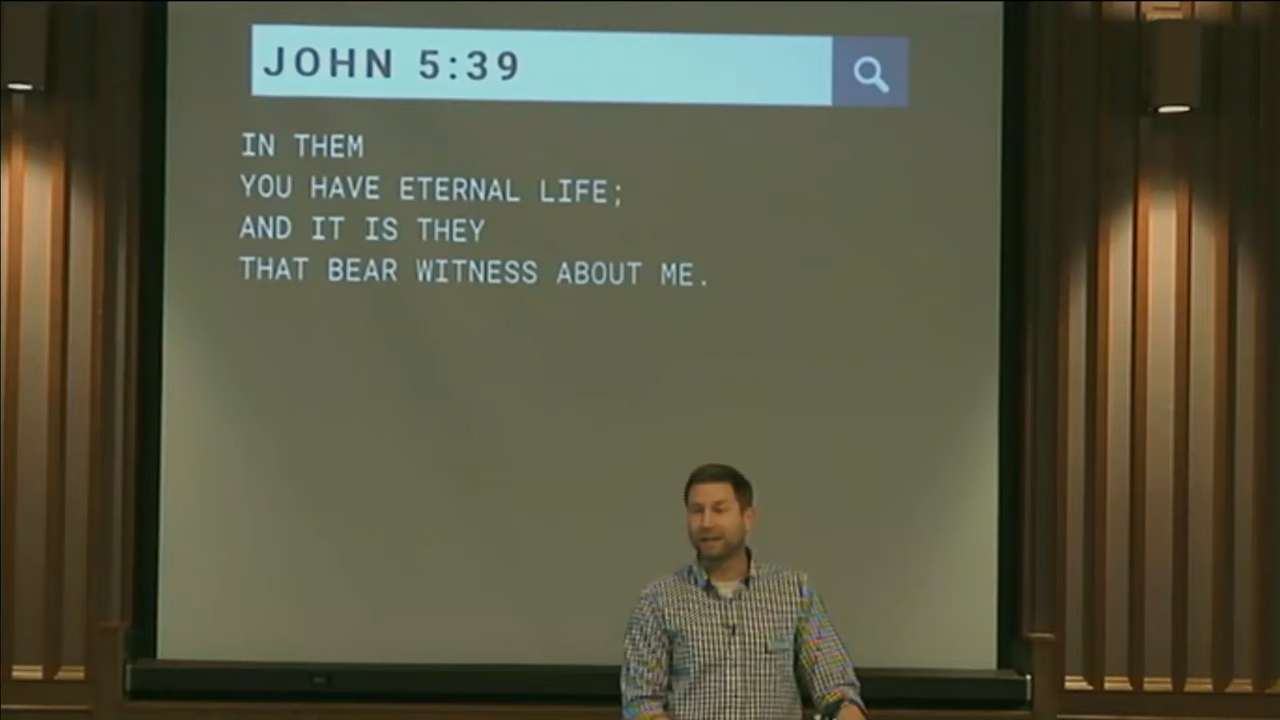 JOHN 5:39
IN THEM
YOU HAVE ETERNAL LIFE;
AND IT IS THEY
THAT BEAR WITNESS ABOUT ME.